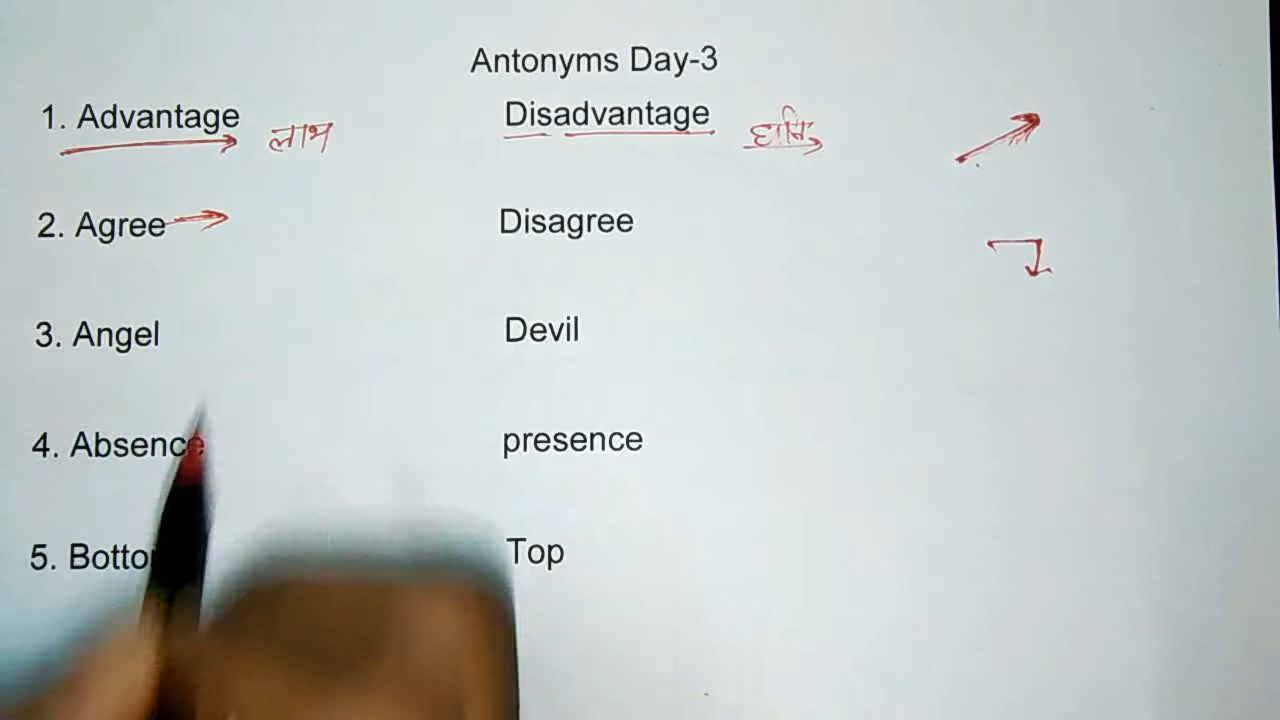 Antonyms Day-3
1. Advantage लाभ Disadvantage हानि
2. Agree Disagree
3. Angel Devil
4. Absence presence
5. Botto Top